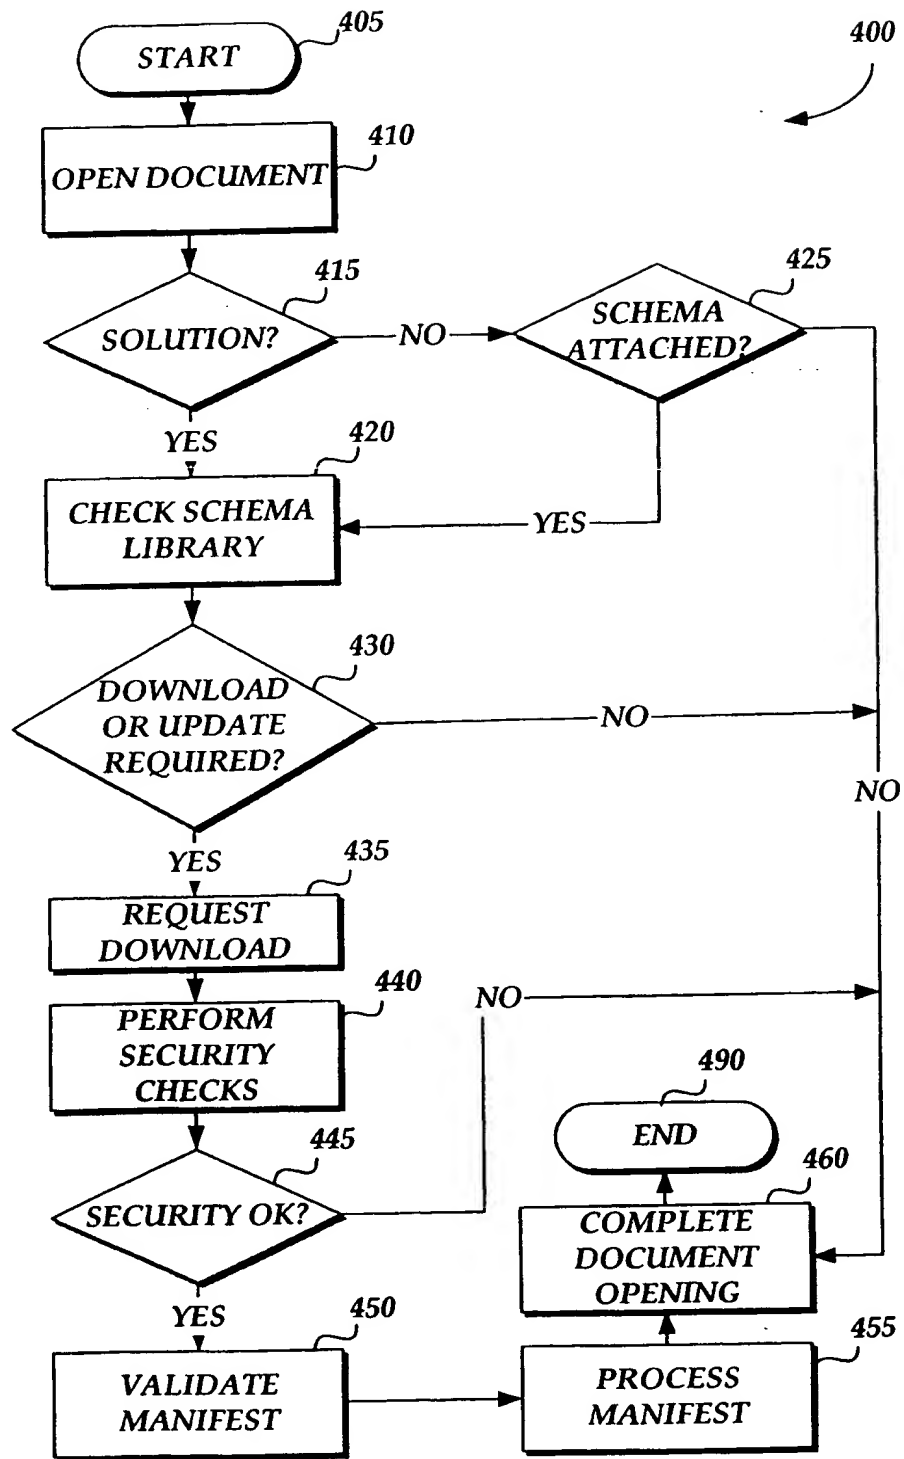 405
START
400
410
OPEN DOCUMENT
415
425
SOLUTION?
NO
SCHEMA
ATTACHED?
YES
420
CHECK SCHEMA
LIBRARY
YES
430
DOWNLOAD
OR UPDATE
REQUIRED?
NO
NO
YES
435
REQUEST
DOWNLOAD
440
NO
PERFORM
SECURITY
CHECKS
490
END
445
SECURITY OK?
460
COMPLETE
DOCUMENT
OPENING
YES
450
455
VALIDATE
MANIFEST
PROCESS
MANIFEST